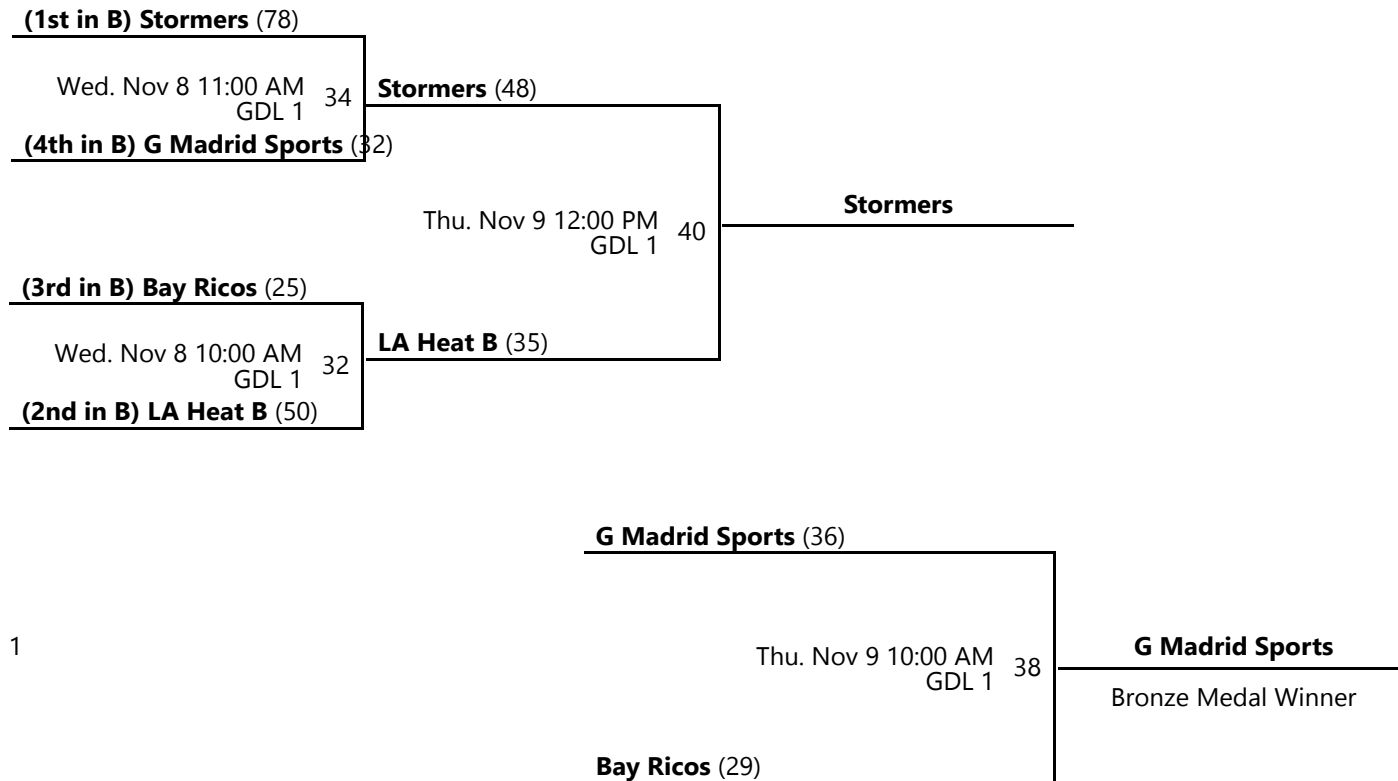 (1st in B) Stormers (78)
Wed. Nov 8 11:00 AM
GDL 1
34
Stormers (48)
(4th in B) G Madrid Sports (32)
Thu. Nov 9 12:00 PM
GDL 1
40
Stormers
(3rd in B) Bay Ricos (25)
Wed. Nov 8 10:00 AM
GDL 1
32
LA Heat B (35)
(2nd in B) LA Heat B (50)
G Madrid Sports (36)
1
Thu. Nov 9 10:00 AM
GDL 1
38
G Madrid Sports
Bronze Medal Winner
Bay Ricos (29)